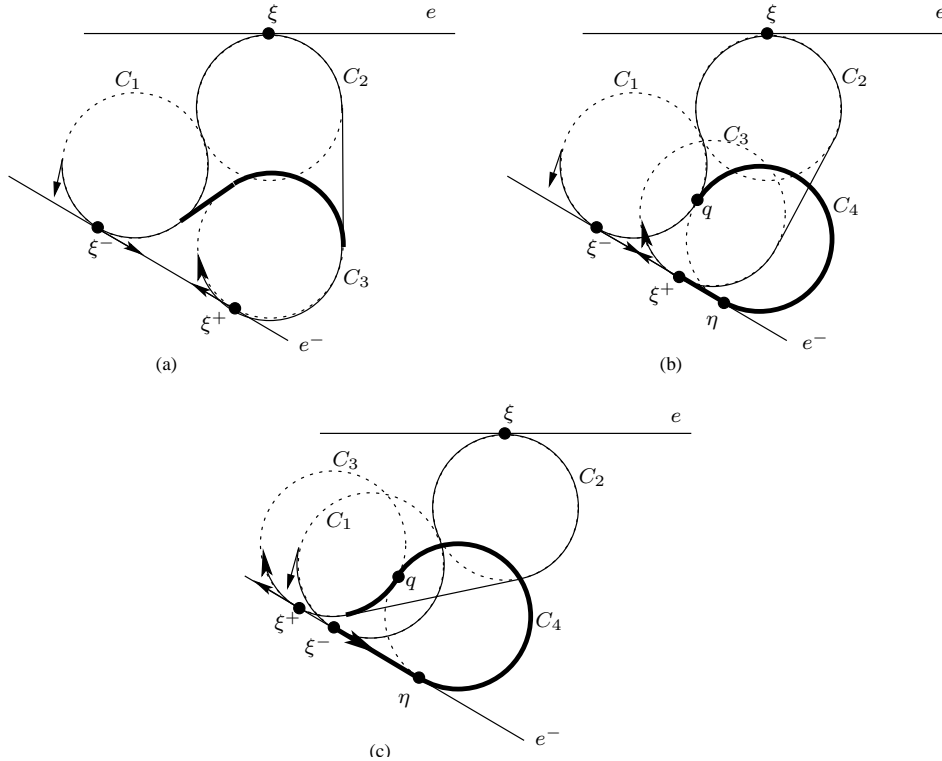 ξ e
C₁ C₂
ξ⁻ C₃
ξ⁺ e⁻
(a)
ξ e
C₁ C₂
C₃
q C₄
ξ⁻
ξ⁺ η
e⁻
(b)
ξ e
C₃ C₂
C₁
q
ξ⁺ C₄
ξ⁻
η
e⁻
(c)